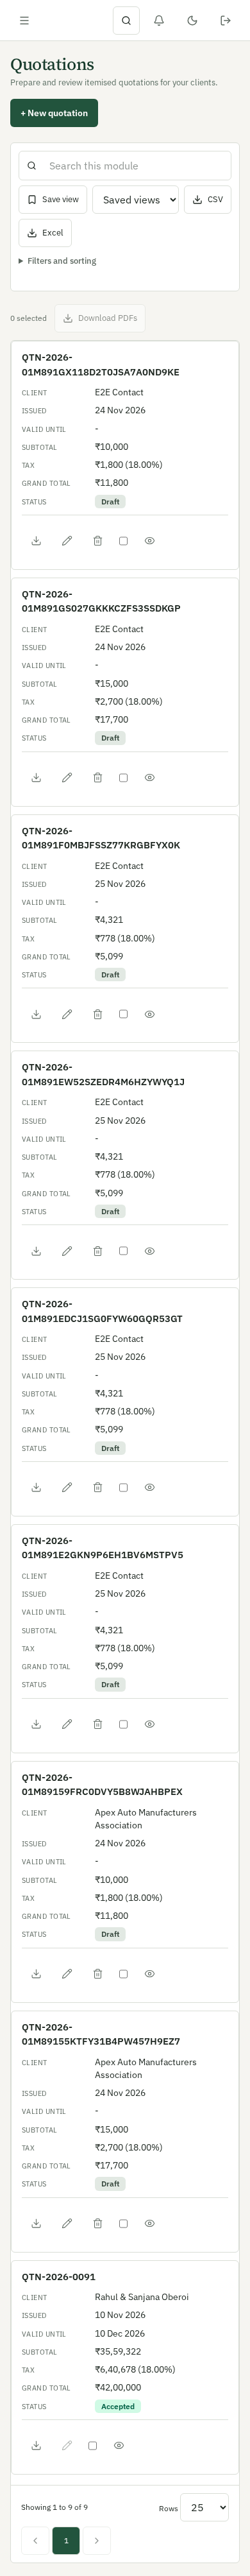 Quotations
Prepare and review itemised quotations for your clients.
+ New quotation
Search this module
Save view
Saved views
CSV
Excel
Filters and sorting
0 selected
Download PDFs
QTN-2026-
01M891GX118D2T0JSA7A0ND9KE
CLIENT E2E Contact
ISSUED 24 Nov 2026
VALID UNTIL -
SUBTOTAL ₹10,000
TAX ₹1,800 (18.00%)
GRAND TOTAL ₹11,800
STATUS Draft
QTN-2026-
01M891GS027GKKKCZFS3SSDKGP
CLIENT E2E Contact
ISSUED 24 Nov 2026
VALID UNTIL -
SUBTOTAL ₹15,000
TAX ₹2,700 (18.00%)
GRAND TOTAL ₹17,700
STATUS Draft
QTN-2026-
01M891F0MBJFSSZ77KRGBFYX0K
CLIENT E2E Contact
ISSUED 25 Nov 2026
VALID UNTIL -
SUBTOTAL ₹4,321
TAX ₹778 (18.00%)
GRAND TOTAL ₹5,099
STATUS Draft
QTN-2026-
01M891EW52SZEDR4M6HZYWYQ1J
CLIENT E2E Contact
ISSUED 25 Nov 2026
VALID UNTIL -
SUBTOTAL ₹4,321
TAX ₹778 (18.00%)
GRAND TOTAL ₹5,099
STATUS Draft
QTN-2026-
01M891EDCJ1SG0FYW60GQR53GT
CLIENT E2E Contact
ISSUED 25 Nov 2026
VALID UNTIL -
SUBTOTAL ₹4,321
TAX ₹778 (18.00%)
GRAND TOTAL ₹5,099
STATUS Draft
QTN-2026-
01M891E2GKN9P6EH1BV6MSTPV5
CLIENT E2E Contact
ISSUED 25 Nov 2026
VALID UNTIL -
SUBTOTAL ₹4,321
TAX ₹778 (18.00%)
GRAND TOTAL ₹5,099
STATUS Draft
QTN-2026-
01M89159FRC0DVY5B8WJAHBPEX
CLIENT Apex Auto Manufacturers
Association
ISSUED 24 Nov 2026
VALID UNTIL -
SUBTOTAL ₹10,000
TAX ₹1,800 (18.00%)
GRAND TOTAL ₹11,800
STATUS Draft
QTN-2026-
01M89155KTFY31B4PW457H9EZ7
CLIENT Apex Auto Manufacturers
Association
ISSUED 24 Nov 2026
VALID UNTIL -
SUBTOTAL ₹15,000
TAX ₹2,700 (18.00%)
GRAND TOTAL ₹17,700
STATUS Draft
QTN-2026-0091
CLIENT Rahul & Sanjana Oberoi
ISSUED 10 Nov 2026
VALID UNTIL 10 Dec 2026
SUBTOTAL ₹35,59,322
TAX ₹6,40,678 (18.00%)
GRAND TOTAL ₹42,00,000
STATUS Accepted
Showing 1 to 9 of 9
Rows 25
1